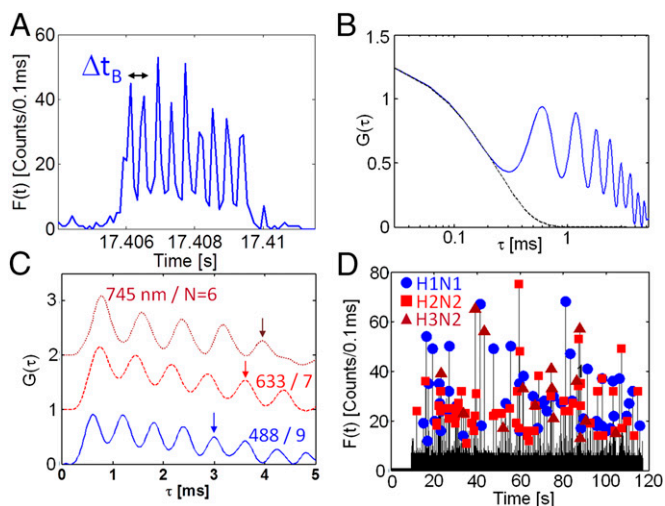 A
60
40
20
0
F(t) [Counts/0.1ms]
Δt_B
17.406 17.408 17.41
Time [s]
B
1.5
1
0.5
0
G(τ)
0.1 1
τ [ms]
C
3
2
1
0
G(τ)
745 nm / N=6
633 / 7
488 / 9
0 1 2 3 4 5
τ [ms]
D
80
60
40
20
0
F(t) [Counts/0.1ms]
H1N1
H2N2
H3N2
0 20 40 60 80 100 120
Time [s]